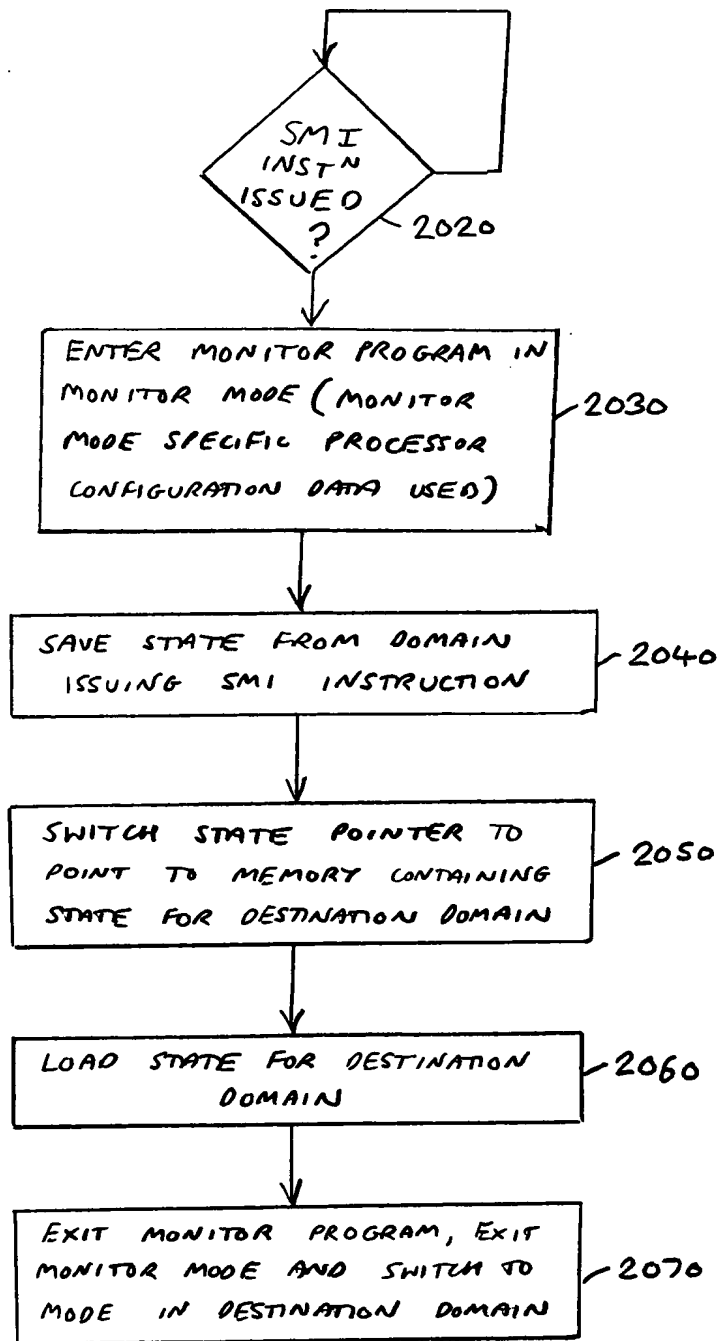 SMI
INSTN
ISSUED
?
2020
ENTER MONITOR PROGRAM IN
MONITOR MODE (MONITOR
MODE SPECIFIC PROCESSOR
CONFIGURATION DATA USED)
2030
SAVE STATE FROM DOMAIN
ISSUING SMI INSTRUCTION
2040
SWITCH STATE POINTER TO
POINT TO MEMORY CONTAINING
STATE FOR DESTINATION DOMAIN
2050
LOAD STATE FOR DESTINATION
DOMAIN
2060
EXIT MONITOR PROGRAM, EXIT
MONITOR MODE AND SWITCH TO
MODE IN DESTINATION DOMAIN
2070